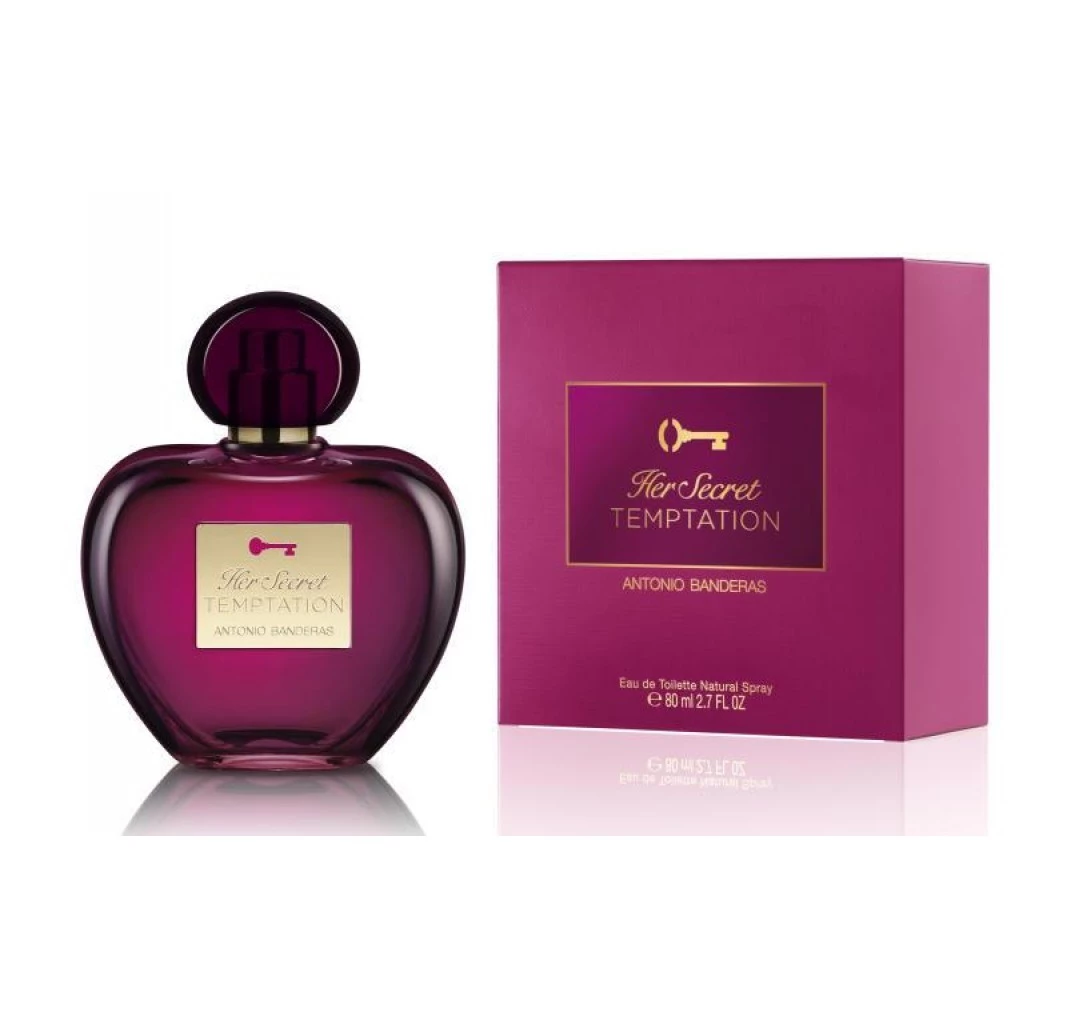 Her Secret
TEMPTATION
ANTONIO BANDERAS
Her Secret
TEMPTATION
ANTONIO BANDERAS
Eau de Toilette Natural Spray
℮ 80 ml 2.7 FL OZ